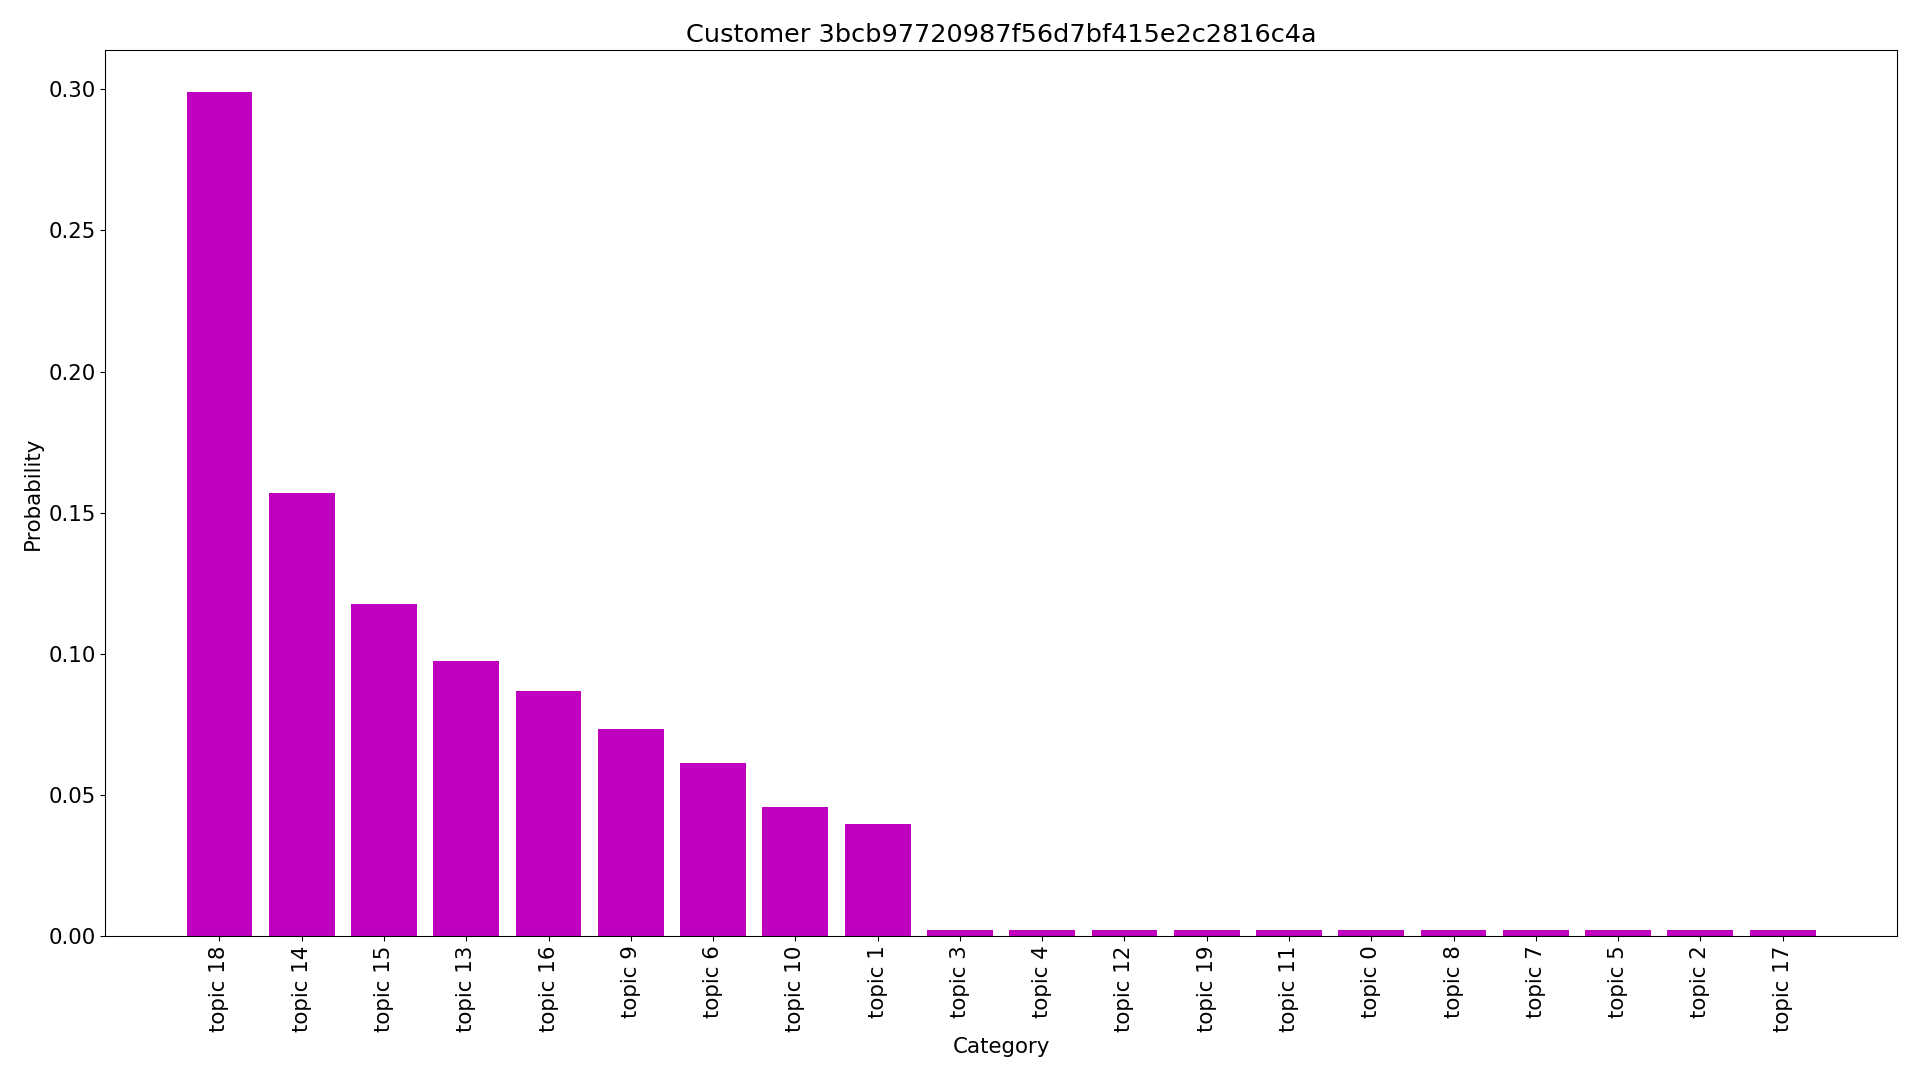 Customer 3bcb97720987f56d7bf415e2c2816c4a
Probability
0.30
0.25
0.20
0.15
0.10
0.05
0.00
topic 18
topic 14
topic 15
topic 13
topic 16
topic 9
topic 6
topic 10
topic 1
topic 3
topic 4
topic 12
topic 19
topic 11
topic 0
topic 8
topic 7
topic 5
topic 2
topic 17
Category